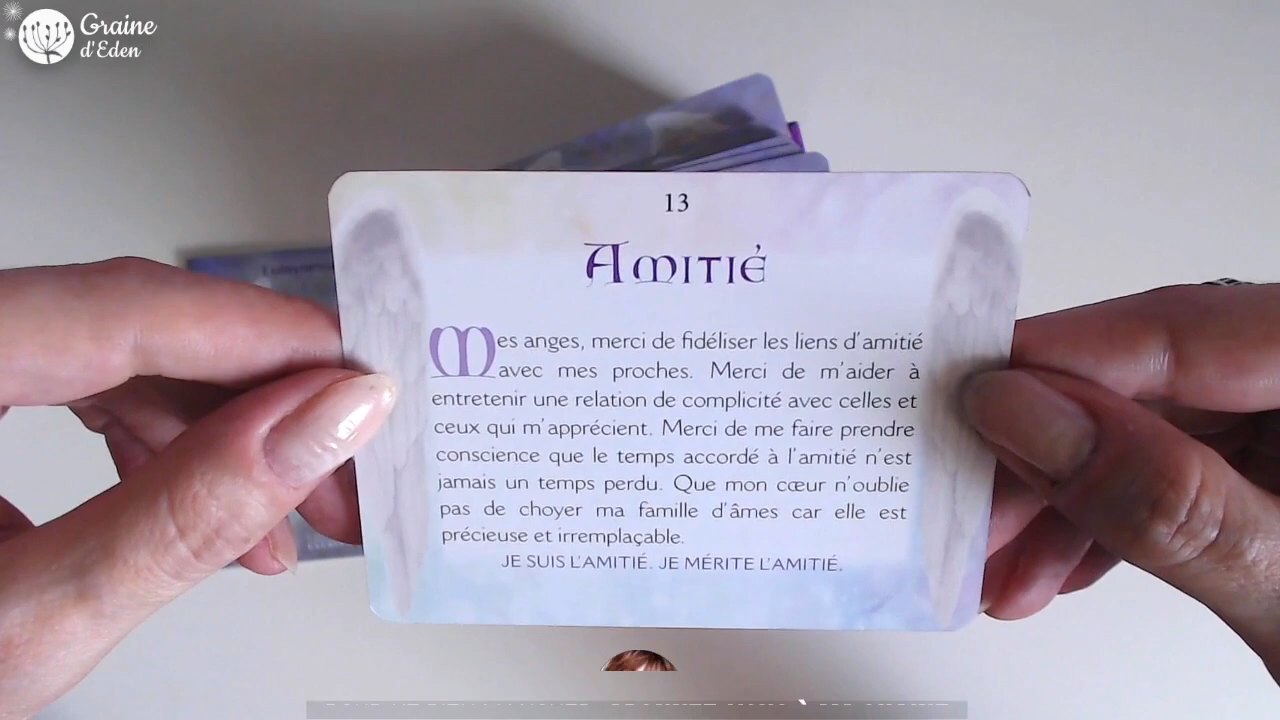 Graine
d'Eden
13
Amitié
Mes anges, merci de fidéliser les liens d'amitié
avec mes proches. Merci de m'aider à
entretenir une relation de complicité avec celles et
ceux qui m'apprécient. Merci de me faire prendre
conscience que le temps accordé à l'amitié n'est
jamais un temps perdu. Que mon cœur n'oublie
pas de choyer ma famille d'âmes car elle est
précieuse et irremplaçable.
JE SUIS L'AMITIÉ. JE MÉRITE L'AMITIÉ.